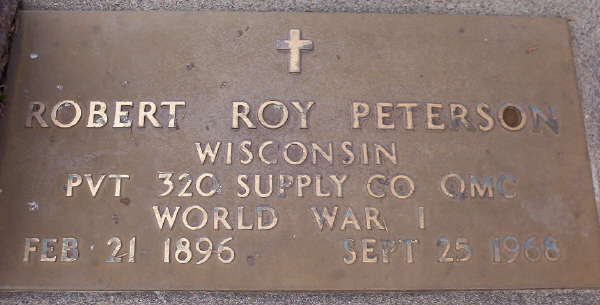 ROBERT ROY PETERSON
WISCONSIN
PVT 320 SUPPLY CO QMC
WORLD WAR I
FEB 21 1896 SEPT 25 1968